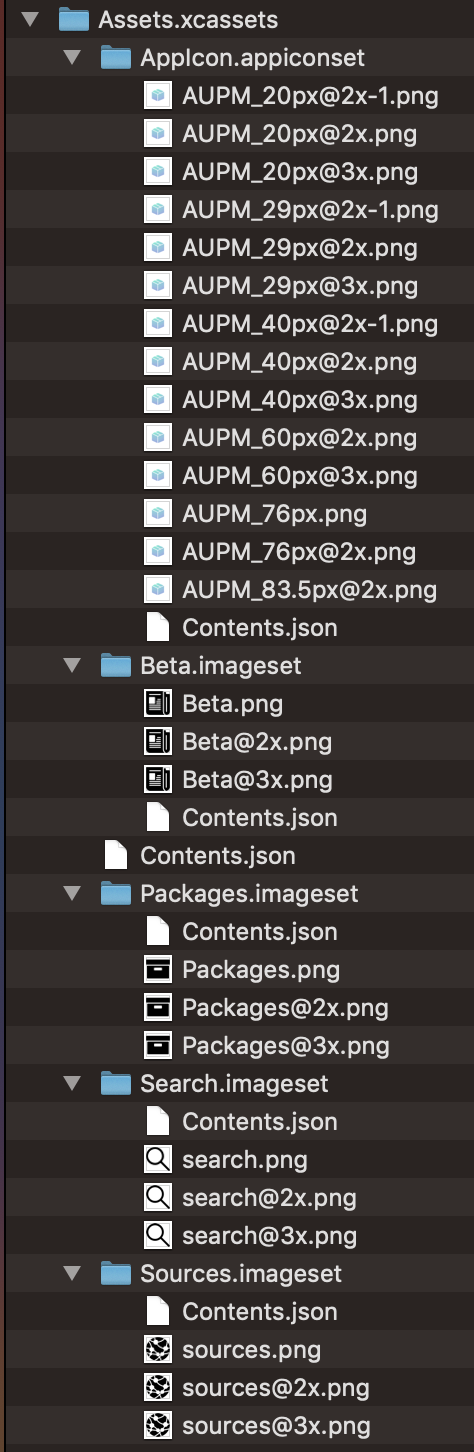 Assets.xcassets
AppIcon.appiconset
AUPM_20px@2x-1.png
AUPM_20px@2x.png
AUPM_20px@3x.png
AUPM_29px@2x-1.png
AUPM_29px@2x.png
AUPM_29px@3x.png
AUPM_40px@2x-1.png
AUPM_40px@2x.png
AUPM_40px@3x.png
AUPM_60px@2x.png
AUPM_60px@3x.png
AUPM_76px.png
AUPM_76px@2x.png
AUPM_83.5px@2x.png
Contents.json
Beta.imageset
Beta.png
Beta@2x.png
Beta@3x.png
Contents.json
Contents.json
Packages.imageset
Contents.json
Packages.png
Packages@2x.png
Packages@3x.png
Search.imageset
Contents.json
search.png
search@2x.png
search@3x.png
Sources.imageset
Contents.json
sources.png
sources@2x.png
sources@3x.png